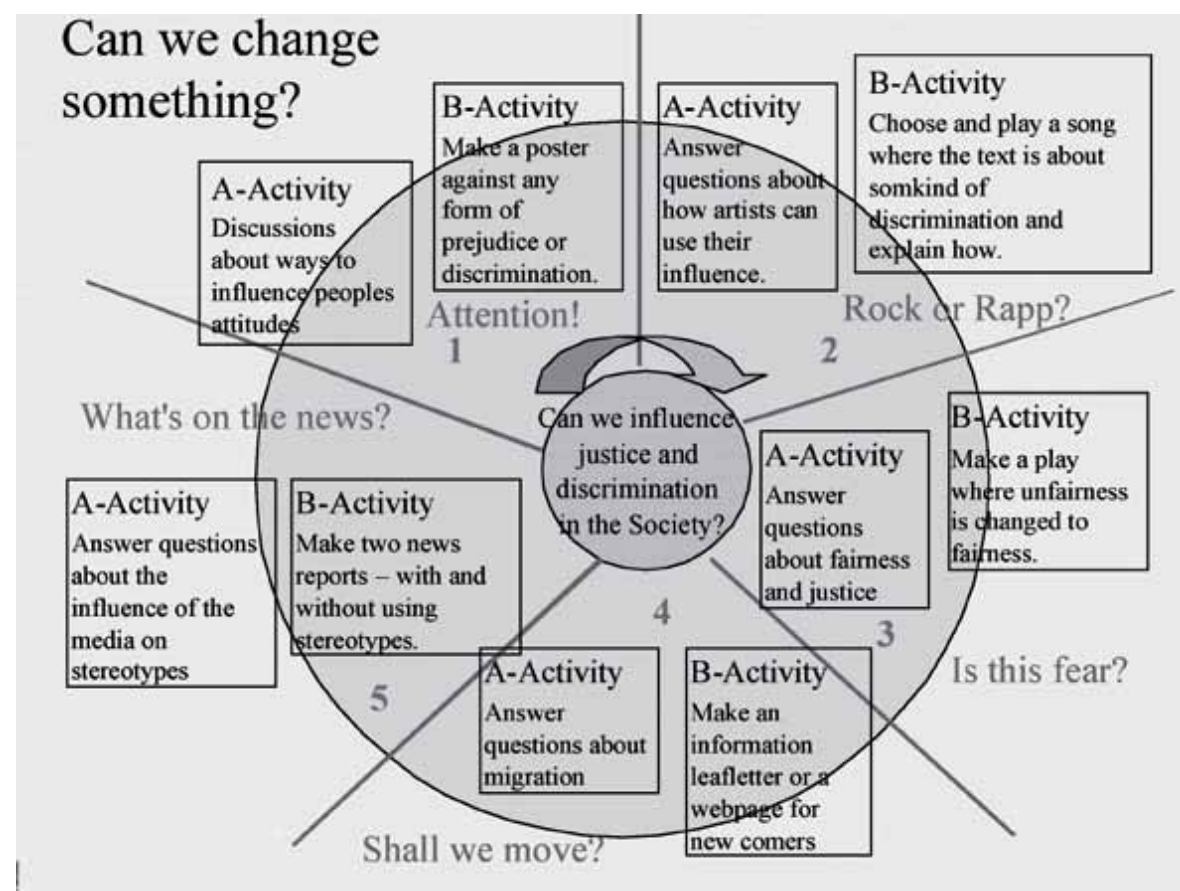 Can we change
something?
A-Activity
Discussions
about ways to
influence peoples
attitudes
B-Activity
Make a poster
against any
form of
prejudice or
discrimination.
Attention!
1
A-Activity
Answer
questions about
how artists can
use their
influence.
B-Activity
Choose and play a song
where the text is about
somkind of
discrimination and
explain how.
Rock or Rapp?
2
Can we influence
justice and
discrimination
in the Society?
A-Activity
Answer
questions
about fairness
and justice
B-Activity
Make a play
where unfairness
is changed to
fairness.
3
Is this fear?
4
A-Activity
Answer
questions about
migration
B-Activity
Make an
information
leafletter or a
webpage for
new comers
Shall we move?
What's on the news?
A-Activity
Answer questions
about the
influence of the
media on
stereotypes
B-Activity
Make two news
reports – with and
without using
stereotypes.
5